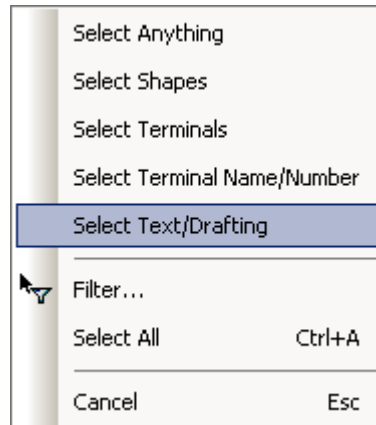 Select Anything
Select Shapes
Select Terminals
Select Terminal Name/Number
Select Text/Drafting
Filter...
Select All Ctrl+A
Cancel Esc